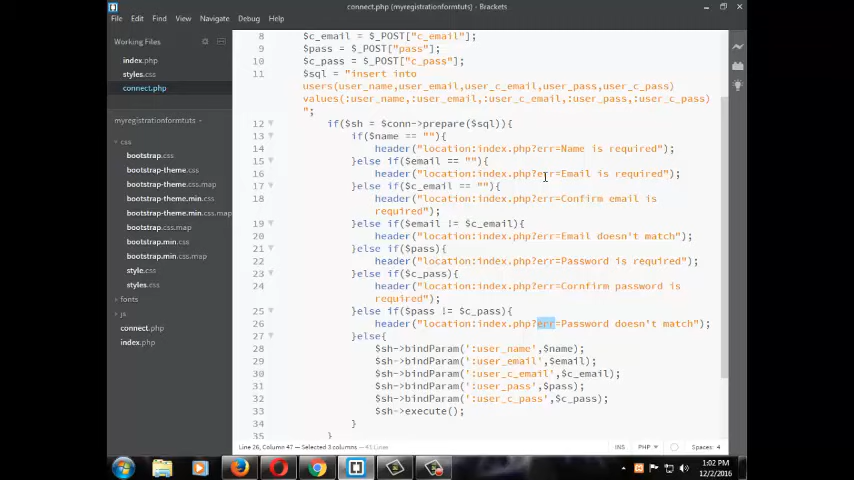 connect.php (myregistrationformtuts) - Brackets
File Edit Find View Navigate Debug Help
Working Files
index.php
styles.css
connect.php
myregistrationformtuts
css
bootstrap.css
bootstrap-theme.css
bootstrap-theme.css.map
bootstrap-theme.min.css
bootstrap-theme.min.css.map
bootstrap.css.map
bootstrap.min.css
bootstrap.min.css.map
style.css
styles.css
fonts
js
connect.php
index.php
8 $c_email = $_POST["c_email"];
9 $pass = $_POST["pass"];
10 $c_pass = $_POST["c_pass"];
11 $sql = "insert into
users(user_name,user_email,user_c_email,user_pass,user_c_pass)
values(:user_name,:user_email,:user_c_email,:user_pass,:user_c_pass)
";
12 if($sh = $conn->prepare($sql)){
13 if($name == ""){
14 header("location:index.php?err=Name is required");
15 }else if($email == ""){
16 header("location:index.php?err=Email is required");
17 }else if($c_email == ""){
18 header("location:index.php?err=Confirm email is
required");
19 }else if($email != $c_email){
20 header("location:index.php?err=Email doesn't match");
21 }else if($pass){
22 header("location:index.php?err=Password is required");
23 }else if($c_pass){
24 header("location:index.php?err=Cornfirm password is
required");
25 }else if($pass != $c_pass){
26 header("location:index.php?err=Password doesn't match");
27 }else{
28 $sh->bindParam(':user_name',$name);
29 $sh->bindParam(':user_email',$email);
30 $sh->bindParam(':user_c_email',$c_email);
31 $sh->bindParam(':user_pass',$pass);
32 $sh->bindParam(':user_c_pass',$c_pass);
33 $sh->execute();
34 }
35 }
Line 26, Column 47 — Selected 3 columns — 41 Lines
INS PHP Spaces: 4
1:02 PM
12/2/2016